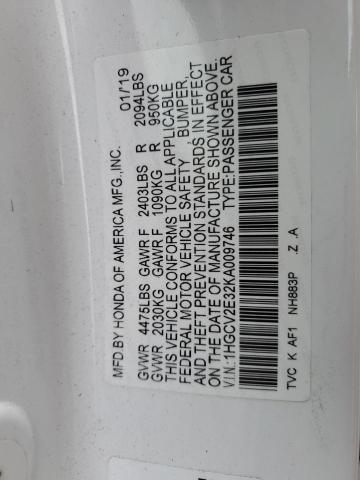 MFD.BY HONDA OF AMERICA MFG.,INC. 01/19
GVWR 4475LBS GAWR F 2403LBS R 2094LBS
GVWR 2030KG GAWR F 1090KG R 950KG
THIS VEHICLE CONFORMS TO ALL APPLICABLE
FEDERAL MOTOR VEHICLE SAFETY, BUMPER,
AND THEFT PREVENTION STANDARDS IN EFFECT
ON THE DATE OF MANUFACTURE SHOWN ABOVE.
V.I.N.:1HGCV2E32KA009746 TYPE:PASSENGER CAR
TVC K AF1 NH883P .Z .A